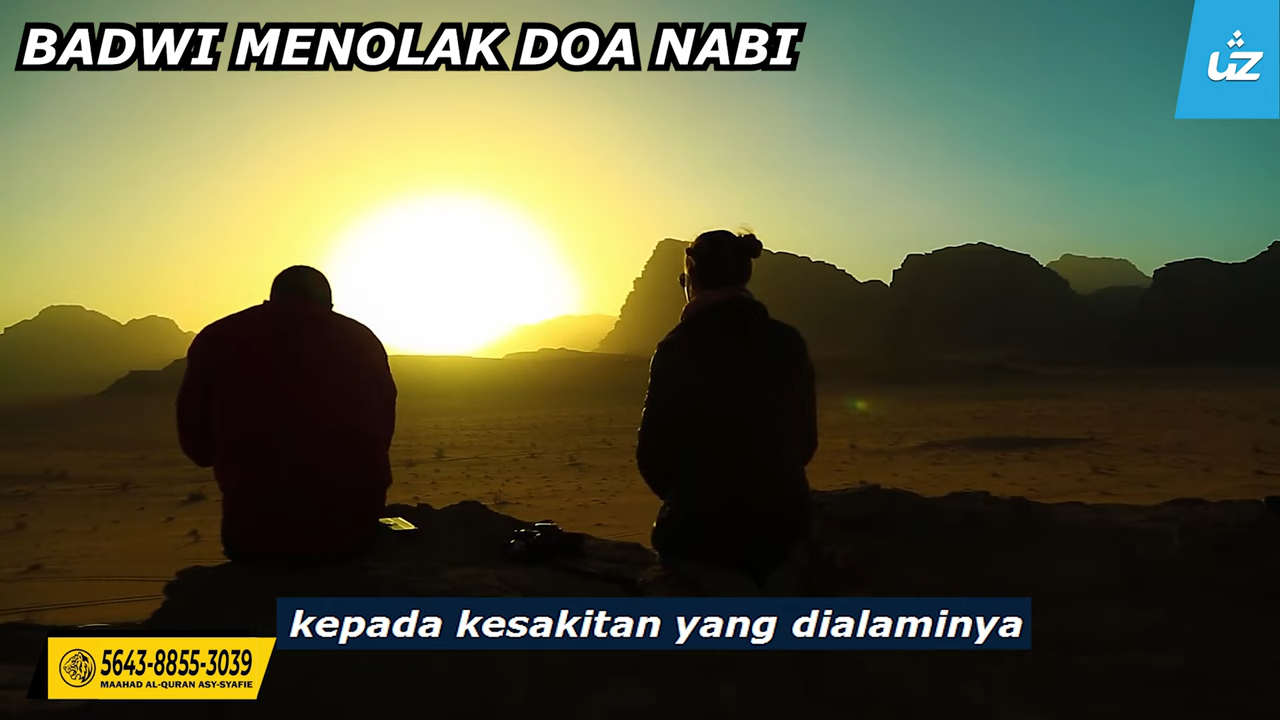 BADWI MENOLAK DOA NABI
uz
kepada kesakitan yang dialaminya
5643-8855-3039
MAAHAD AL-QURAN ASY-SYAFIE